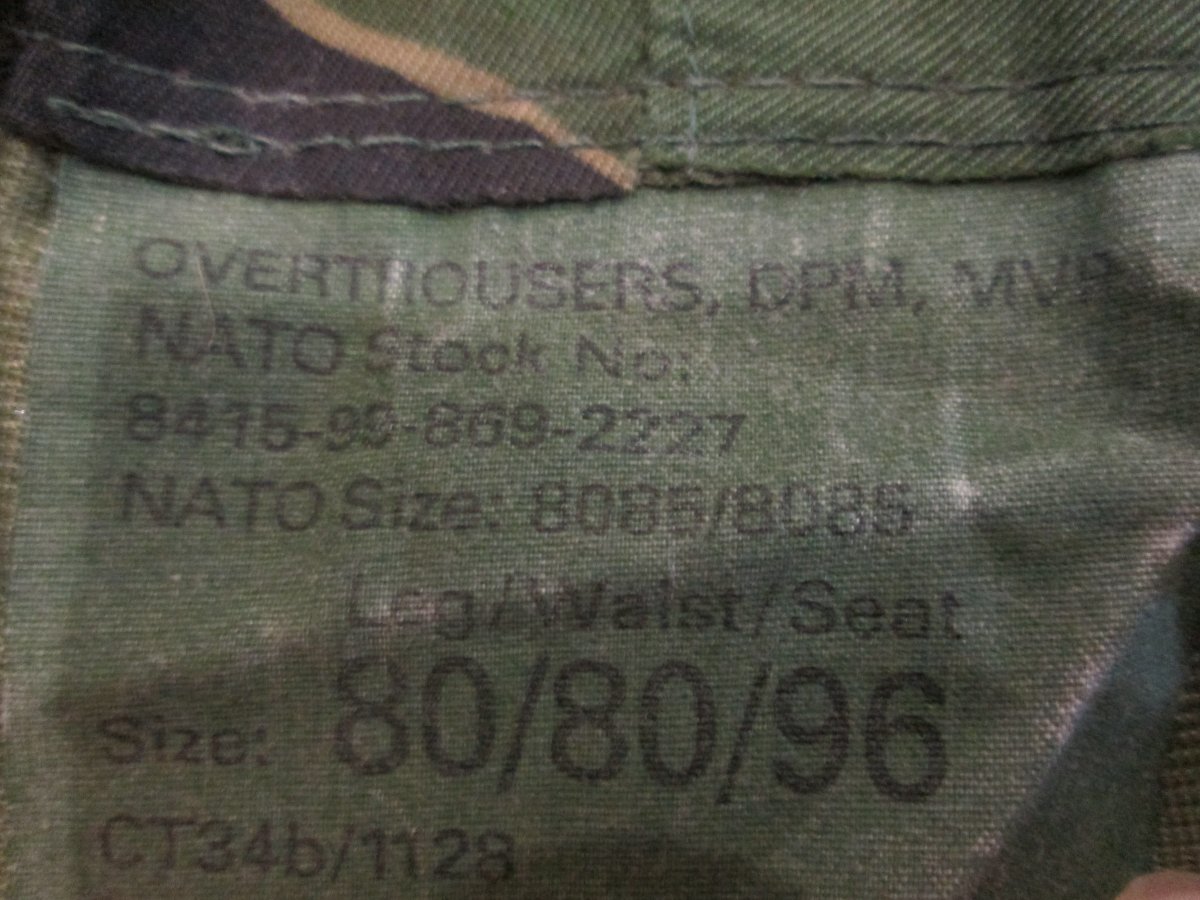 OVERTROUSERS, DPM, MVP
NATO Stock No:
8415-99-869-2227
NATO Size: 8085/8085
Leg/Waist/Seat
Size: 80/80/96
CT34b/1128